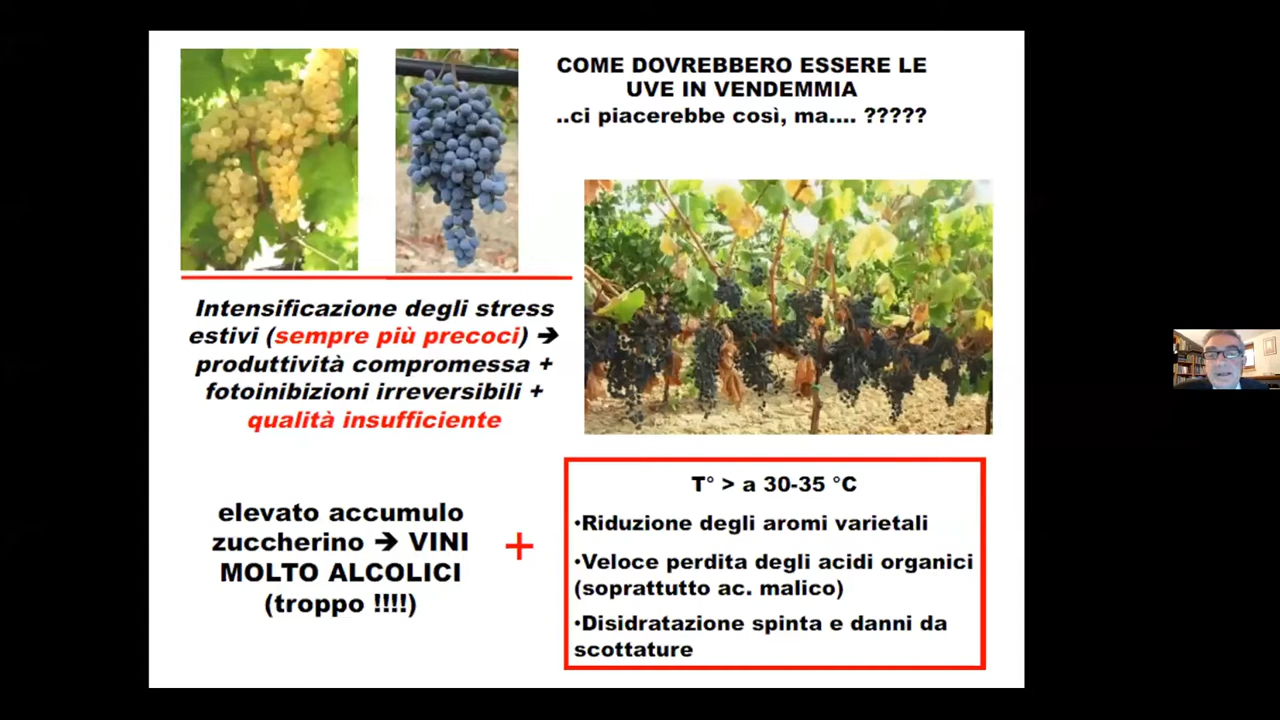 COME DOVREBBERO ESSERE LE
UVE IN VENDEMMIA
..ci piacerebbe così, ma.... ?????
Intensificazione degli stress
estivi (sempre più precoci) ➔
produttività compromessa +
fotoinibizioni irreversibili +
qualità insufficiente
elevato accumulo
zuccherino ➔ VINI
MOLTO ALCOLICI
(troppo !!!!)
+
T° > a 30-35 °C
•Riduzione degli aromi varietali
•Veloce perdita degli acidi organici
(soprattutto ac. malico)
•Disidratazione spinta e danni da
scottature